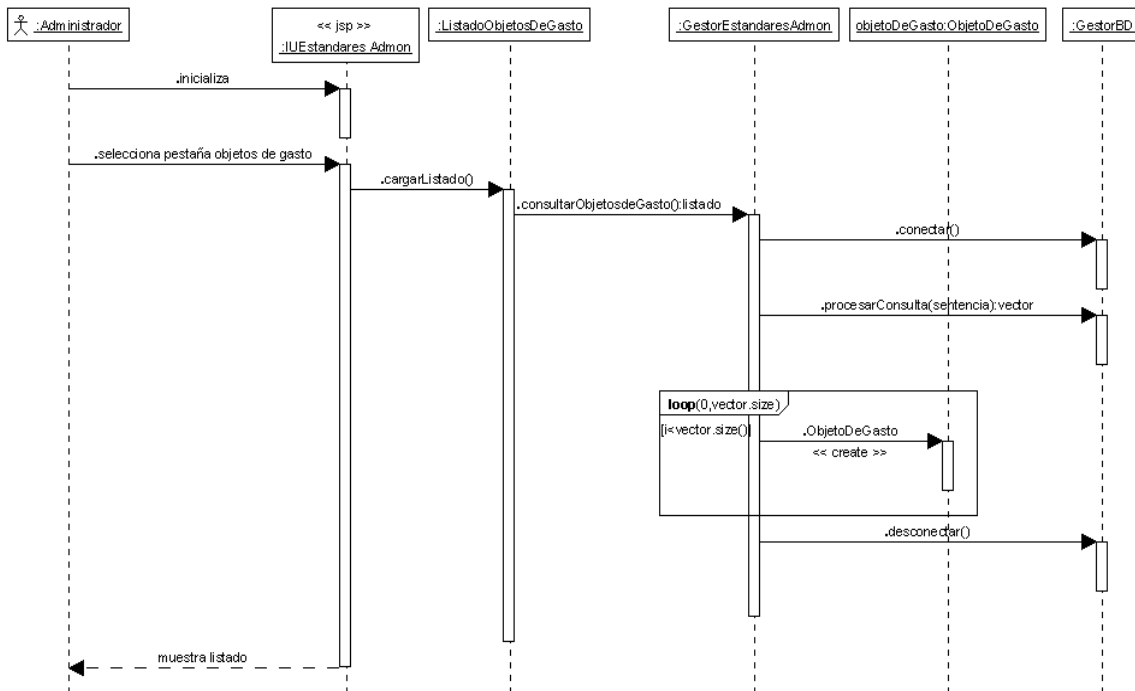 :Administrador
<< jsp >>
:IUEstandares Admon
:ListadoObjetosDeGasto
:GestorEstandaresAdmon
objetoDeGasto:ObjetoDeGasto
:GestorBD
.inicializa
.selecciona pestaña objetos de gasto
.cargarListado()
.consultarObjetosdeGasto():listado
.conectar()
.procesarConsulta(sentencia):vector
loop(0,vector.size)
[i<vector.size()]
.ObjetoDeGasto
<< create >>
.desconectar()
muestra listado